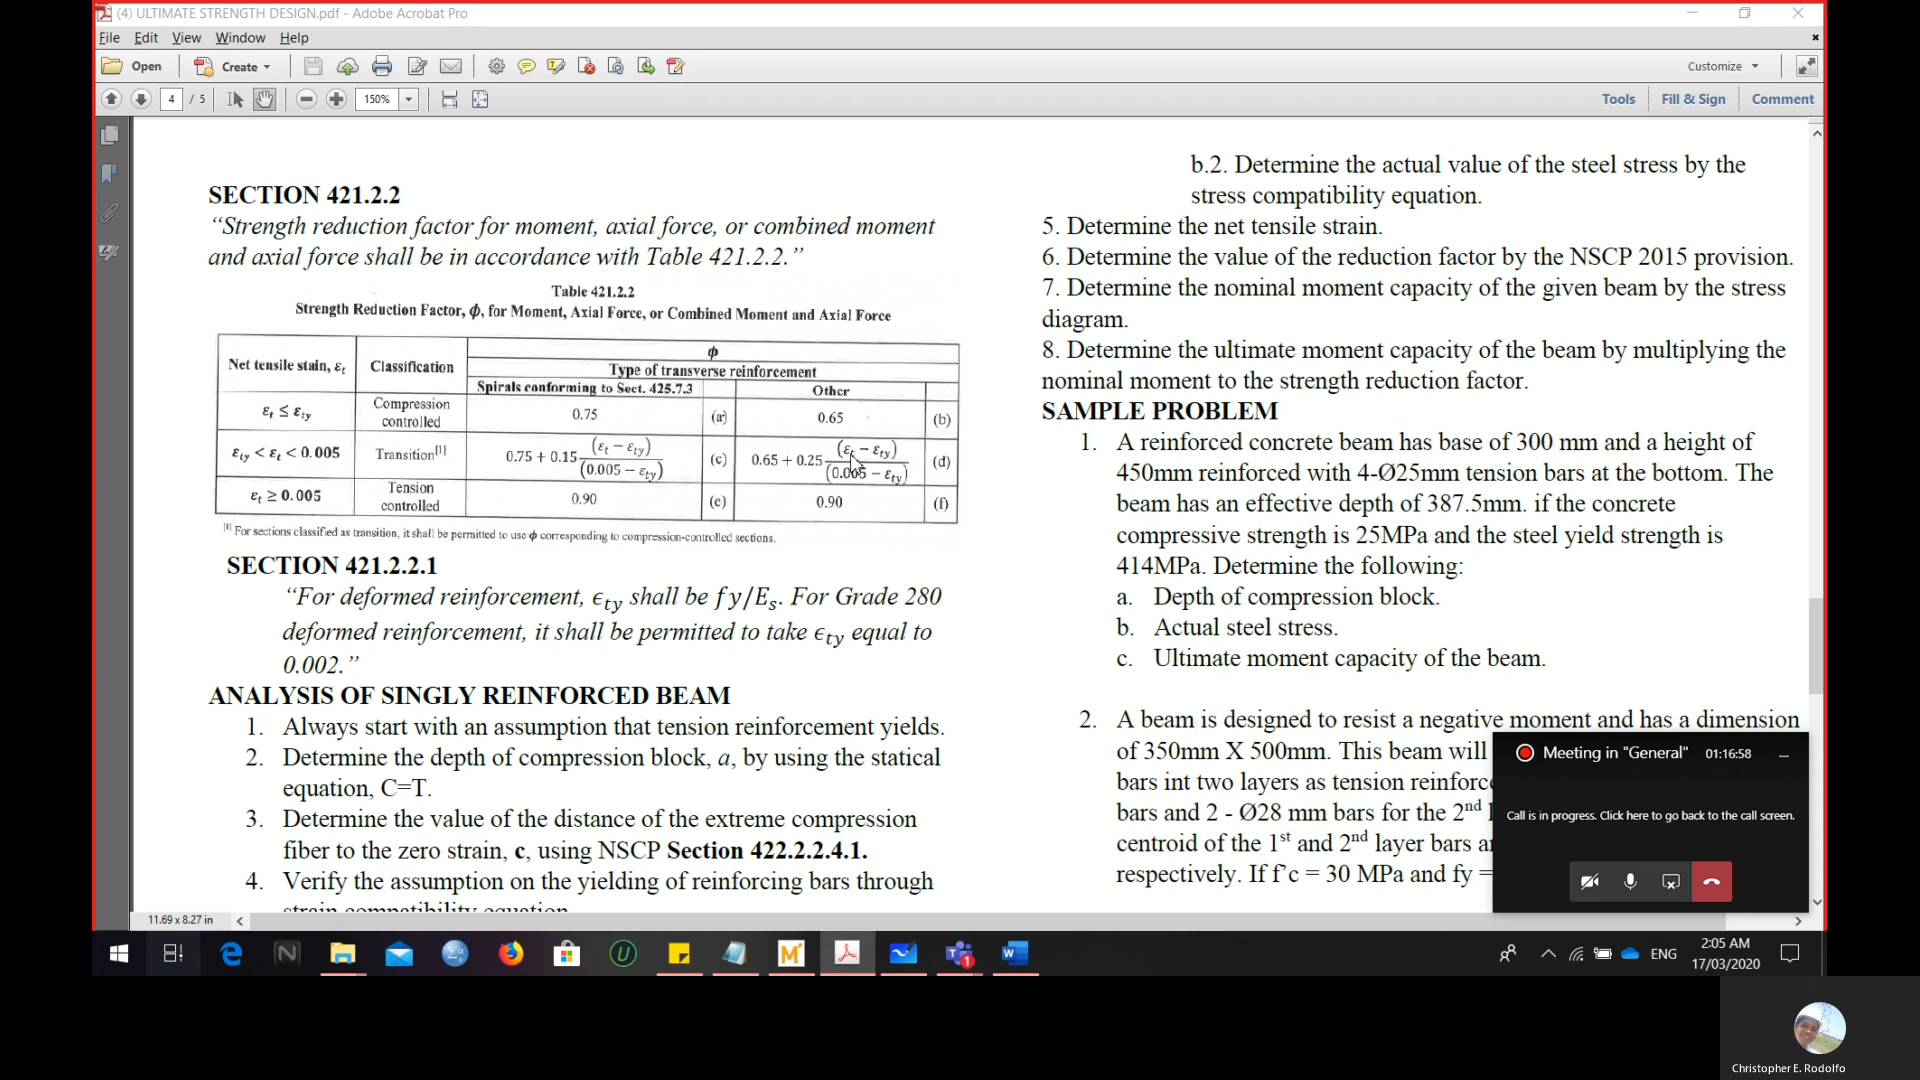 (4) ULTIMATE STRENGTH DESIGN.pdf - Adobe Acrobat Pro
File Edit View Window Help
Open Create Customize
4 / 5 150% Tools Fill & Sign Comment
SECTION 421.2.2
“Strength reduction factor for moment, axial force, or combined moment
and axial force shall be in accordance with Table 421.2.2.”
Table 421.2.2
Strength Reduction Factor, ϕ, for Moment, Axial Force, or Combined Moment and Axial Force
Net tensile stain, εt Classification ϕ
Type of transverse reinforcement
Spirals conforming to Sect. 425.7.3 Other
εt ≤ εty Compression controlled 0.75 (a) 0.65 (b)
εty < εt < 0.005 Transition[1] 0.75 + 0.15 (εt − εty) / (0.005 − εty) (c) 0.65 + 0.25 (εt − εty) / (0.005 − εty) (d)
εt ≥ 0.005 Tension controlled 0.90 (e) 0.90 (f)
[1] For sections classified as transition, it shall be permitted to use ϕ corresponding to compression-controlled sections.
SECTION 421.2.2.1
“For deformed reinforcement, ϵty shall be fy/Es. For Grade 280
deformed reinforcement, it shall be permitted to take ϵty equal to
0.002.”
ANALYSIS OF SINGLY REINFORCED BEAM
1. Always start with an assumption that tension reinforcement yields.
2. Determine the depth of compression block, a, by using the statical
equation, C=T.
3. Determine the value of the distance of the extreme compression
fiber to the zero strain, c, using NSCP Section 422.2.2.4.1.
4. Verify the assumption on the yielding of reinforcing bars through
strain compatibility equation
b.2. Determine the actual value of the steel stress by the
stress compatibility equation.
5. Determine the net tensile strain.
6. Determine the value of the reduction factor by the NSCP 2015 provision.
7. Determine the nominal moment capacity of the given beam by the stress
diagram.
8. Determine the ultimate moment capacity of the beam by multiplying the
nominal moment to the strength reduction factor.
SAMPLE PROBLEM
1. A reinforced concrete beam has base of 300 mm and a height of
450mm reinforced with 4-Ø25mm tension bars at the bottom. The
beam has an effective depth of 387.5mm. if the concrete
compressive strength is 25MPa and the steel yield strength is
414MPa. Determine the following:
a. Depth of compression block.
b. Actual steel stress.
c. Ultimate moment capacity of the beam.
2. A beam is designed to resist a negative moment and has a dimension
of 350mm X 500mm. This beam will
bars int two layers as tension reinforc
bars and 2 - Ø28 mm bars for the 2nd
centroid of the 1st and 2nd layer bars
respectively. If f’c = 30 MPa and fy =
Meeting in "General" 01:16:58
Call is in progress. Click here to go back to the call screen.
11.69 x 8.27 in
ENG
2:05 AM
17/03/2020
Christopher E. Rodolfo